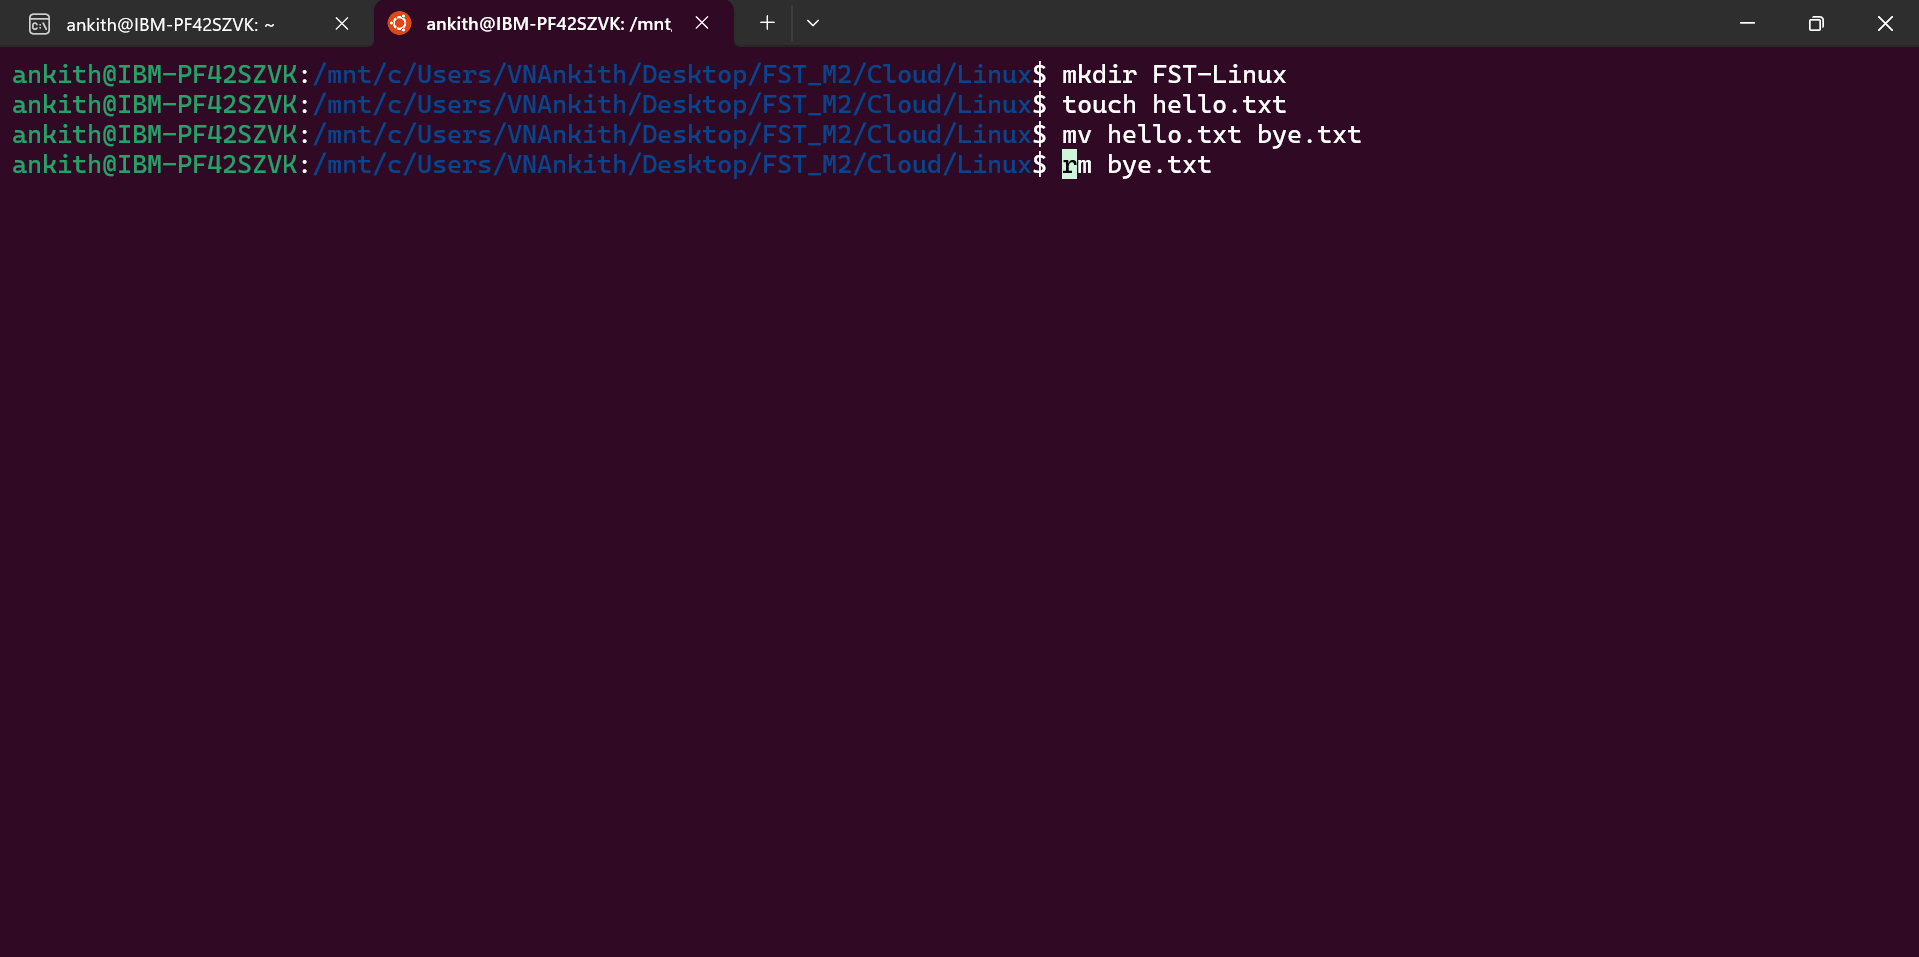 ankith@IBM-PF42SZVK: ~
ankith@IBM-PF42SZVK: /mnt
ankith@IBM-PF42SZVK:/mnt/c/Users/VNAnkith/Desktop/FST_M2/Cloud/Linux$ mkdir FST-Linux
ankith@IBM-PF42SZVK:/mnt/c/Users/VNAnkith/Desktop/FST_M2/Cloud/Linux$ touch hello.txt
ankith@IBM-PF42SZVK:/mnt/c/Users/VNAnkith/Desktop/FST_M2/Cloud/Linux$ mv hello.txt bye.txt
ankith@IBM-PF42SZVK:/mnt/c/Users/VNAnkith/Desktop/FST_M2/Cloud/Linux$ rm bye.txt